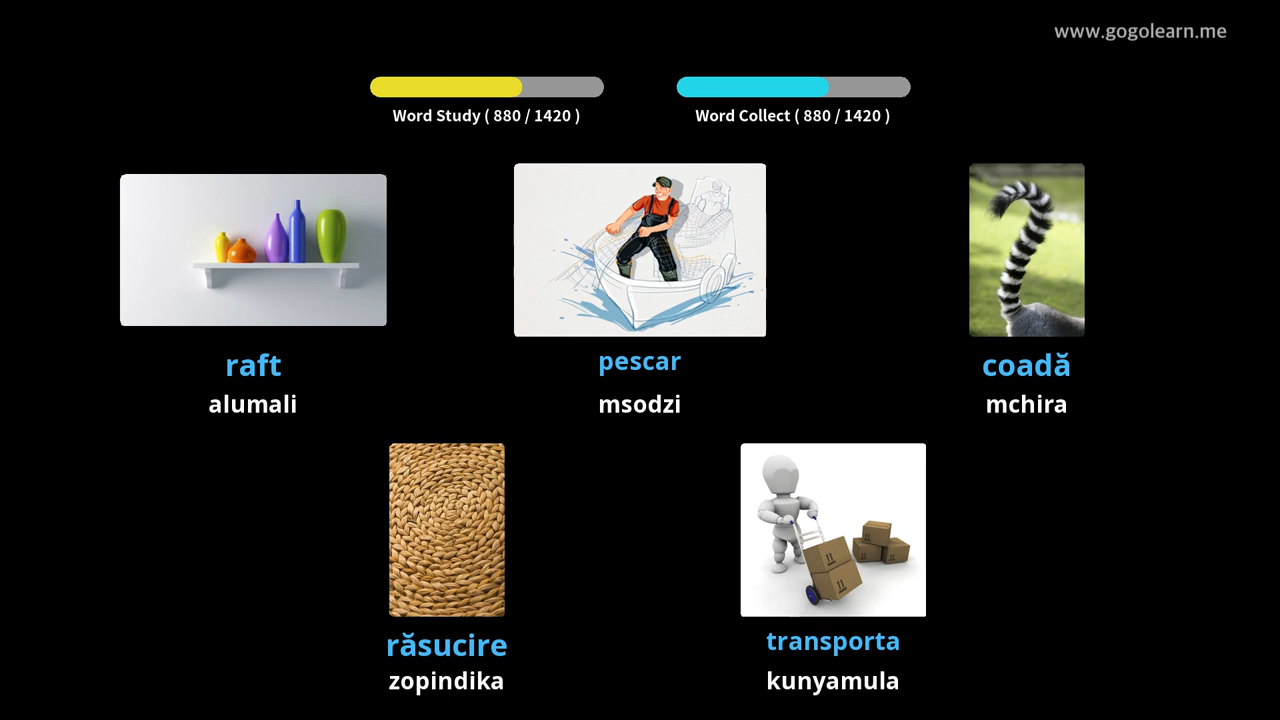 www.gogolearn.me
Word Study ( 880 / 1420 )
Word Collect ( 880 / 1420 )
raft
alumali
pescar
msodzi
coadă
mchira
răsucire
zopindika
transporta
kunyamula